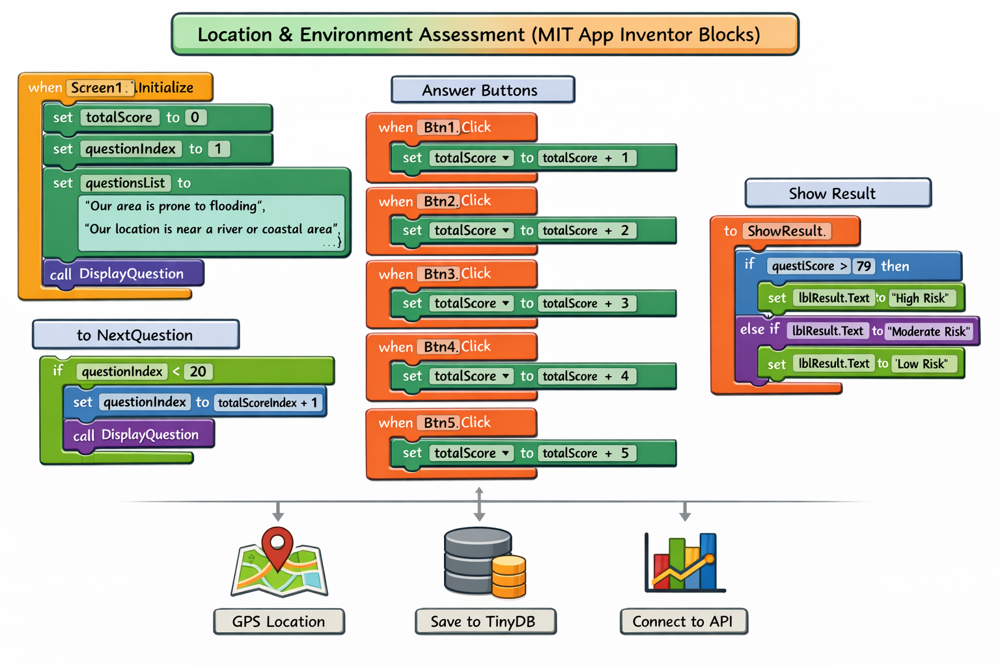 Location & Environment Assessment (MIT App Inventor Blocks)
when Screen1. .Initialize
set totalScore to 0
set questionIndex to 1
set questionsList to
"Our area is prone to flooding",
"Our location is near a river or coastal area",
...}
call DisplayQuestion
to NextQuestion
if questionIndex < 20
set questionIndex to totalScoreIndex + 1
call DisplayQuestion
Answer Buttons
when Btn1.Click
set totalScore ▾ to totalScore + 1
when Btn2.Click
set totalScore ▾ to totalScore + 2
when Btn3.Click
set totalScore ▾ to totalScore + 3
when Btn4.Click
set totalScore ▾ to totalScore + 4
when Btn5.Click
set totalScore ▾ to totalScore + 5
Show Result
to ShowResult.
if questiScore > 79 then
set lblResult.Text to "High Risk"
else if lblResult.Text to "Moderate Risk"
set lblResult.Text to 'Low Risk"
GPS Location
Save to TinyDB
Connect to API